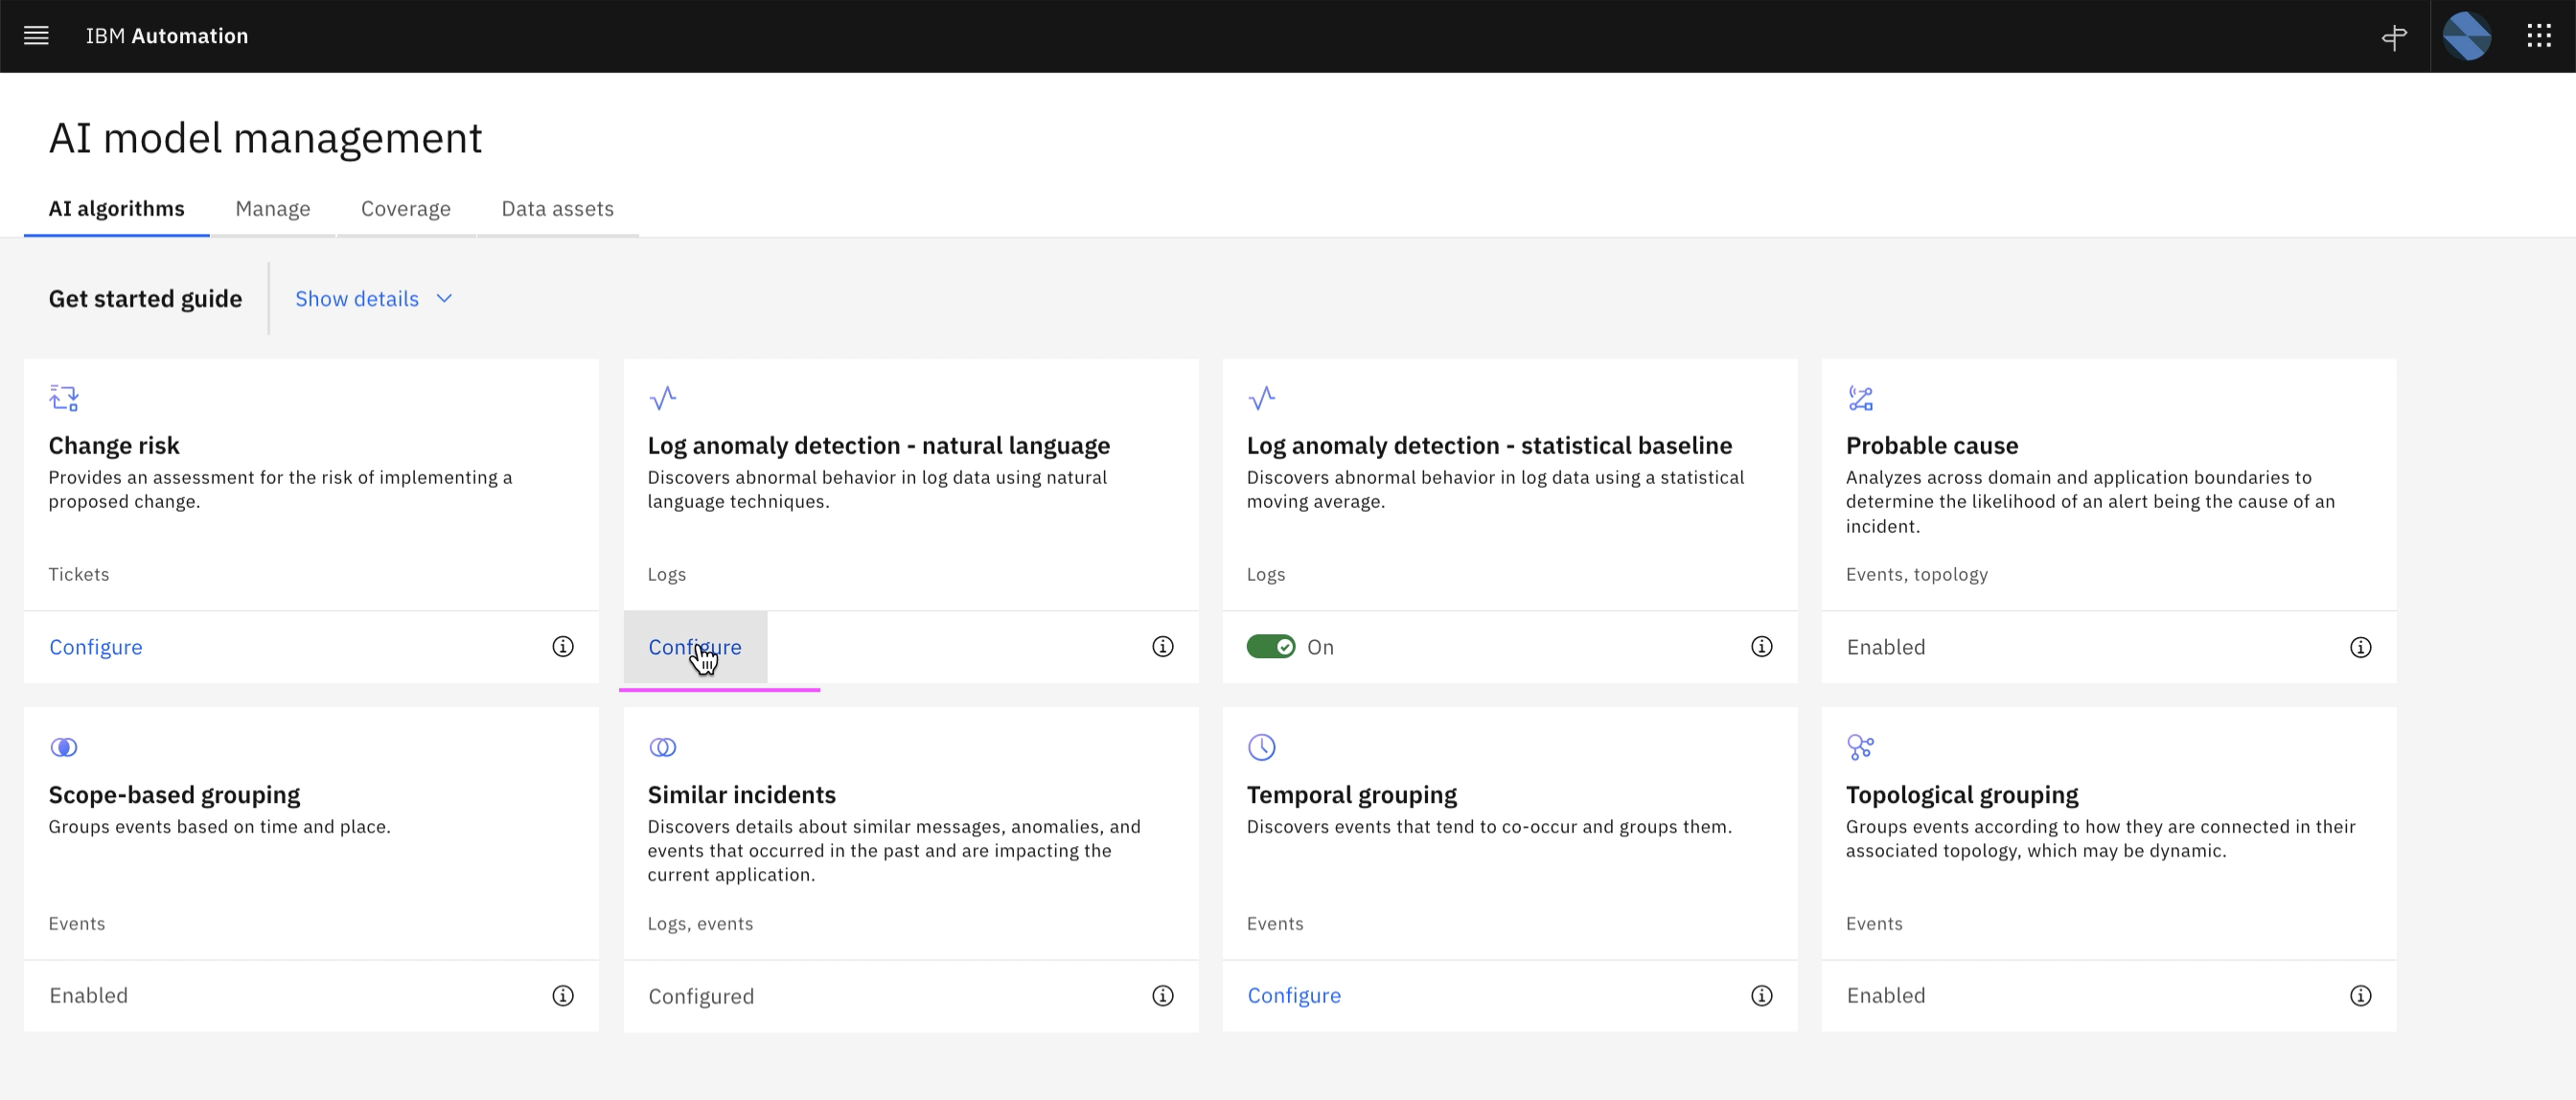 IBM Automation
AI model management
AI algorithms Manage Coverage Data assets
Get started guide Show details
Change risk
Provides an assessment for the risk of implementing a
proposed change.
Tickets
Configure
Log anomaly detection - natural language
Discovers abnormal behavior in log data using natural
language techniques.
Logs
Configure
Log anomaly detection - statistical baseline
Discovers abnormal behavior in log data using a statistical
moving average.
Logs
On
Probable cause
Analyzes across domain and application boundaries to
determine the likelihood of an alert being the cause of an
incident.
Events, topology
Enabled
Scope-based grouping
Groups events based on time and place.
Events
Enabled
Similar incidents
Discovers details about similar messages, anomalies, and
events that occurred in the past and are impacting the
current application.
Logs, events
Configured
Temporal grouping
Discovers events that tend to co-occur and groups them.
Events
Configure
Topological grouping
Groups events according to how they are connected in their
associated topology, which may be dynamic.
Events
Enabled